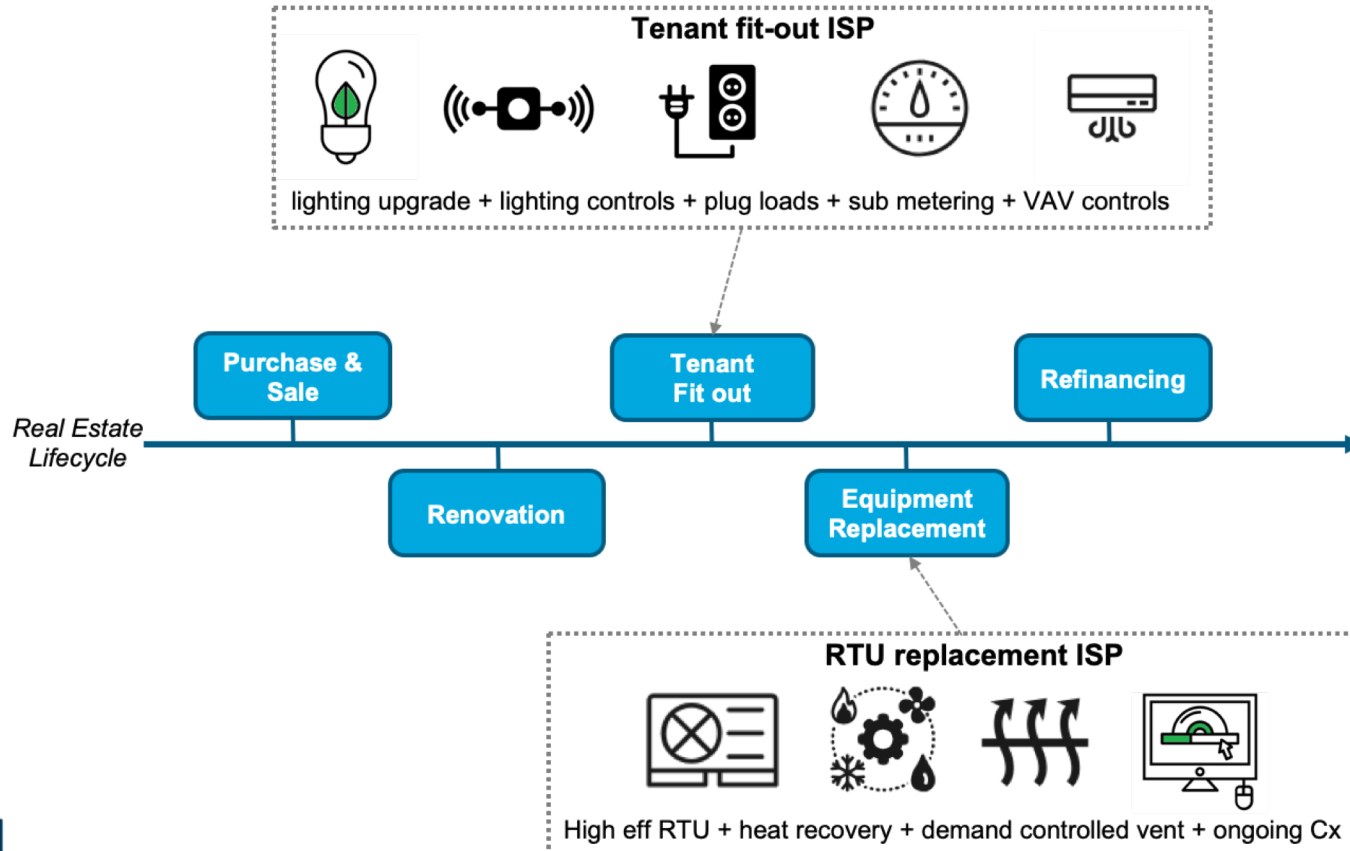 Tenant fit-out ISP
lighting upgrade + lighting controls + plug loads + sub metering + VAV controls
Purchase &
Sale
Tenant
Fit out
Refinancing
Real Estate
Lifecycle
Renovation
Equipment
Replacement
RTU replacement ISP
High eff RTU + heat recovery + demand controlled vent + ongoing Cx